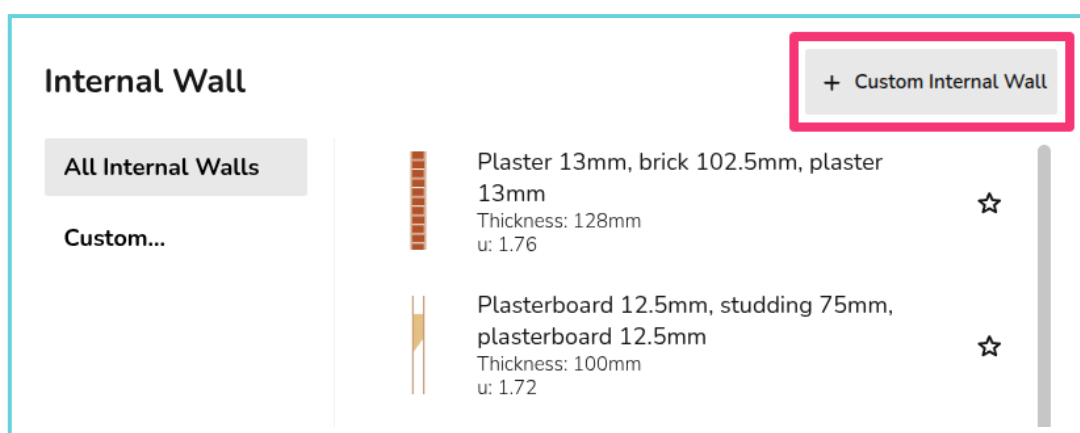 Internal Wall
+ Custom Internal Wall
All Internal Walls
Custom...
Plaster 13mm, brick 102.5mm, plaster
13mm
Thickness: 128mm
u: 1.76
Plasterboard 12.5mm, studding 75mm,
plasterboard 12.5mm
Thickness: 100mm
u: 1.72